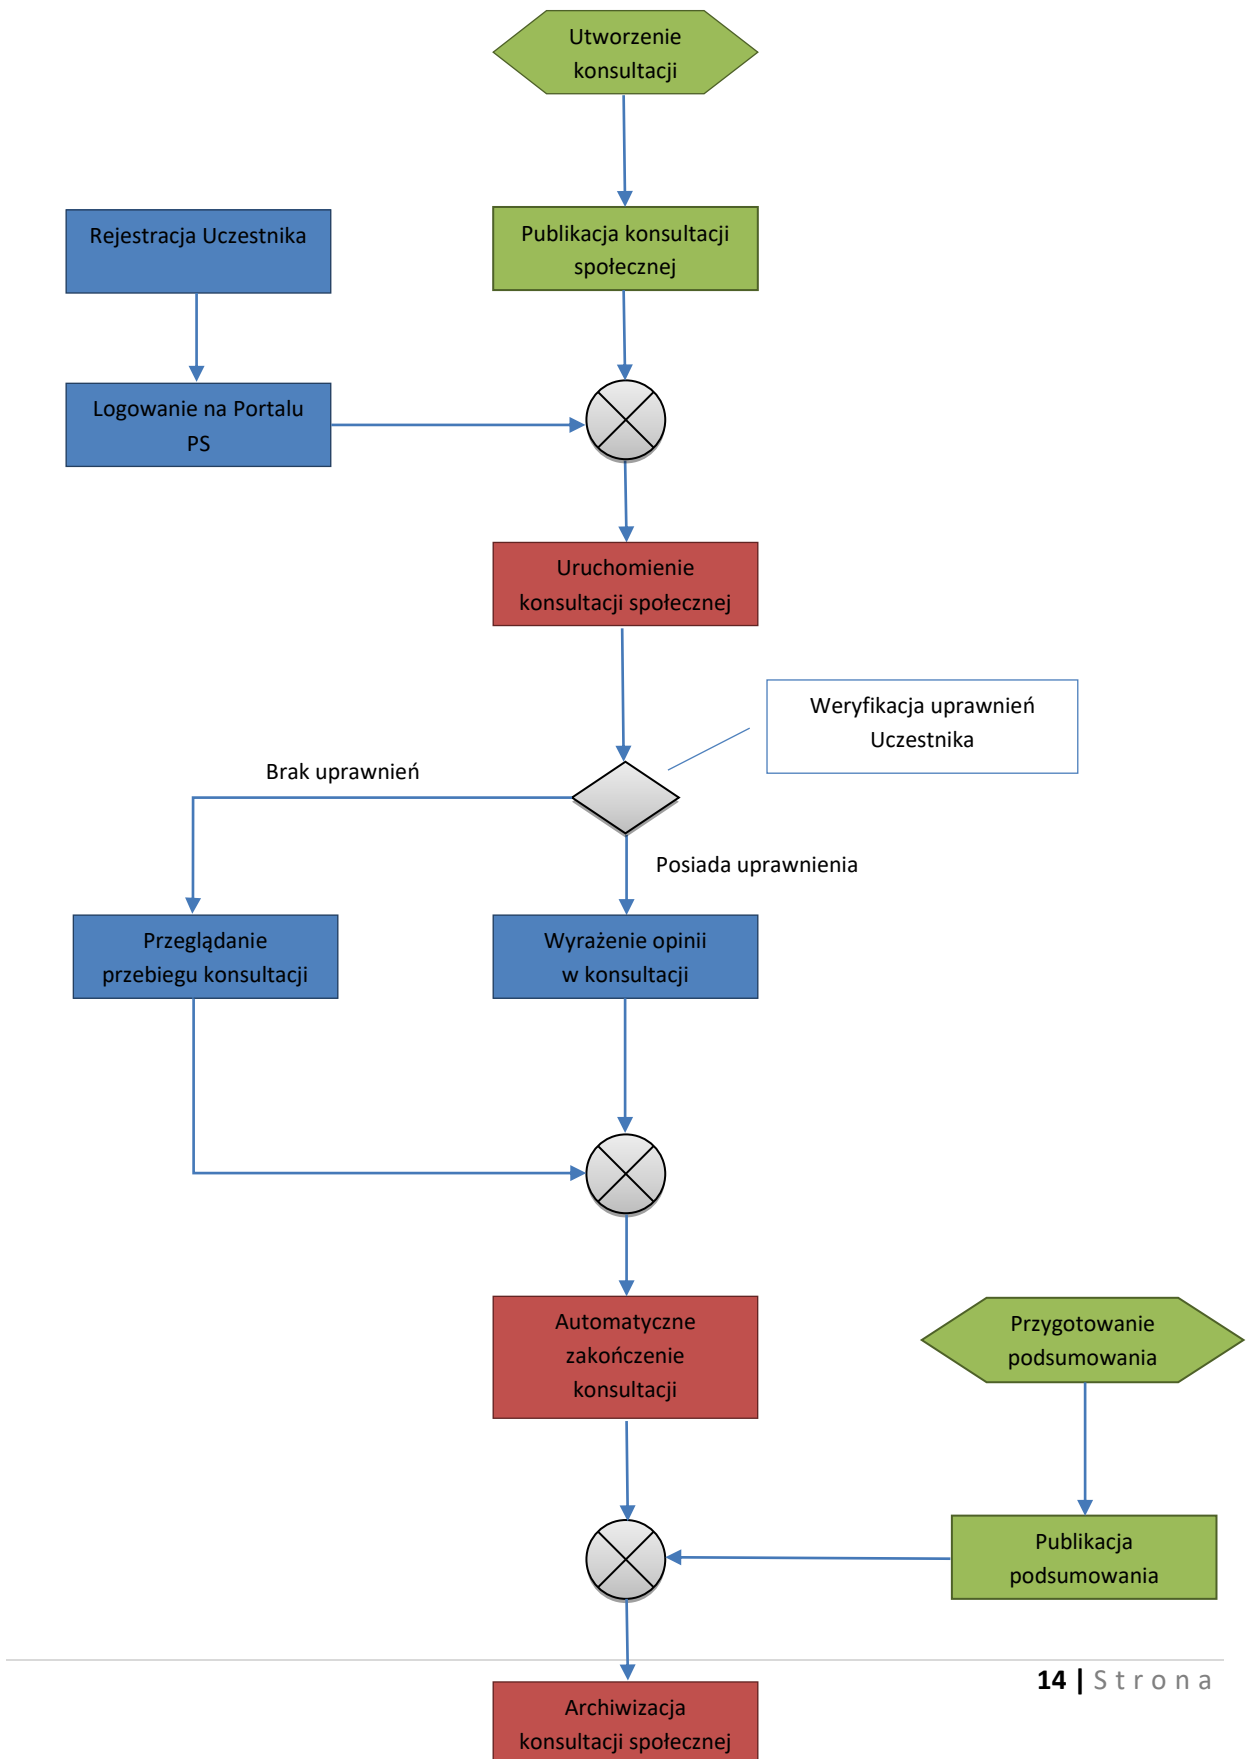 Utworzenie
konsultacji
Rejestracja Uczestnika
Publikacja konsultacji
społecznej
Logowanie na Portalu
PS
Uruchomienie
konsultacji społecznej
Weryfikacja uprawnień
Uczestnika
Brak uprawnień
Posiada uprawnienia
Przeglądanie
przebiegu konsultacji
Wyrażenie opinii
w konsultacji
Automatyczne
zakończenie
konsultacji
Przygotowanie
podsumowania
Publikacja
podsumowania
14 | Strona
Archiwizacja
konsultacji społecznej